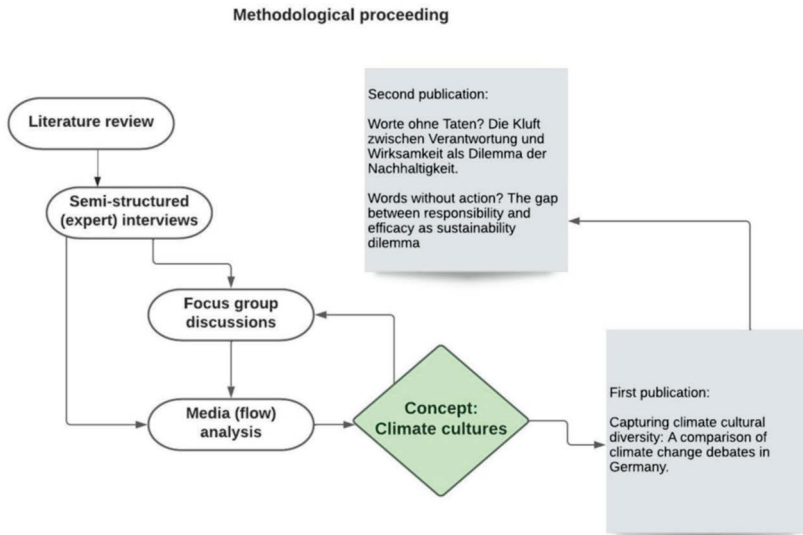 Methodological proceeding
Literature review
Semi-structured
(expert) interviews
Focus group
discussions
Media (flow)
analysis
Concept:
Climate cultures
Second publication:
Worte ohne Taten? Die Kluft
zwischen Verantwortung und
Wirksamkeit als Dilemma der
Nachhaltigkeit.
Words without action? The gap
between responsibility and
efficacy as sustainability
dilemma
First publication:
Capturing climate cultural
diversity: A comparison of
climate change debates in
Germany.